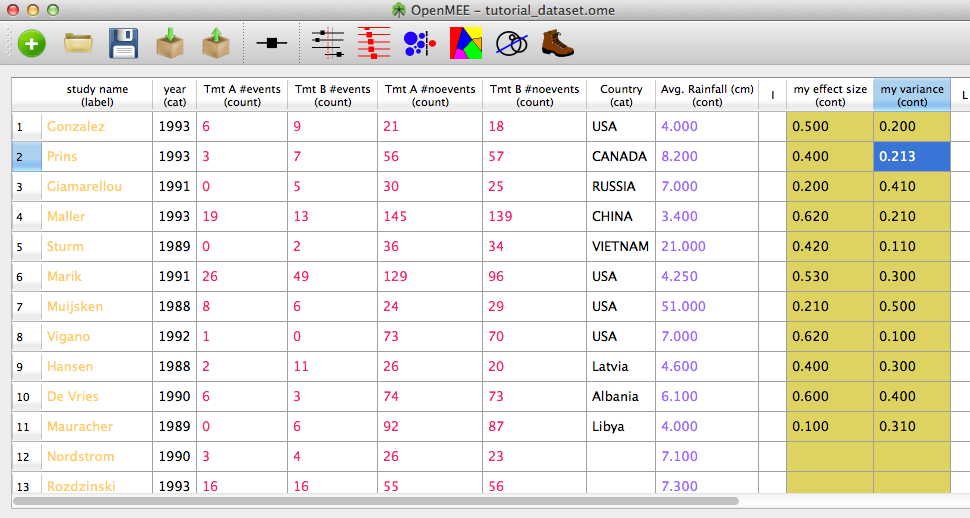 OpenMEE – tutorial_dataset.ome
study name year Tmt A #events Tmt B #events Tmt A #noevents Tmt B #noevents Country Avg. Rainfall (cm) I my effect size my variance L
(label) (cat) (count) (count) (count) (count) (cat) (cont) (cont) (cont)
1 Gonzalez 1993 6 9 21 18 USA 4.000 0.500 0.200
2 Prins 1993 3 7 56 57 CANADA 8.200 0.400 0.213
3 Giamarellou 1991 0 5 30 25 RUSSIA 7.000 0.200 0.410
4 Maller 1993 19 13 145 139 CHINA 3.400 0.620 0.210
5 Sturm 1989 0 2 36 34 VIETNAM 21.000 0.420 0.110
6 Marik 1991 26 49 129 96 USA 4.250 0.530 0.300
7 Muijsken 1988 8 6 24 29 USA 51.000 0.210 0.500
8 Vigano 1992 1 0 73 70 USA 7.000 0.620 0.100
9 Hansen 1988 2 11 26 20 Latvia 4.600 0.400 0.300
10 De Vries 1990 6 3 74 73 Albania 6.100 0.600 0.400
11 Mauracher 1989 0 6 92 87 Libya 4.000 0.100 0.310
12 Nordstrom 1990 3 4 26 23 7.100
13 Rozdzinski 1993 16 16 55 56 7.300